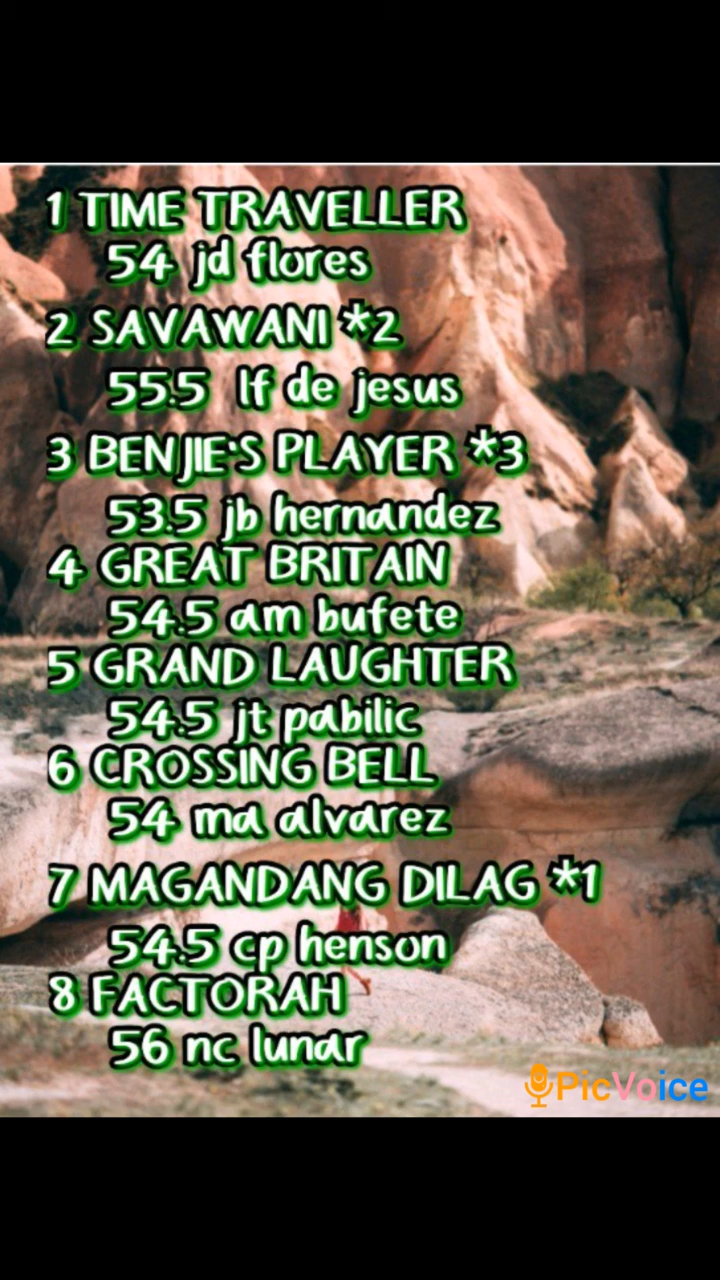 1 TIME TRAVELLER
54 jd flores
2 SAVAWANI *2
55.5 lf de jesus
3 BENJIE'S PLAYER *3
53.5 jb hernandez
4 GREAT BRITAIN
54.5 am bufete
5 GRAND LAUGHTER
54.5 jt pabilic
6 CROSSING BELL
54 ma alvarez
7 MAGANDANG DILAG *1
54.5 cp henson
8 FACTORAH
56 nc lunar
PicVoice